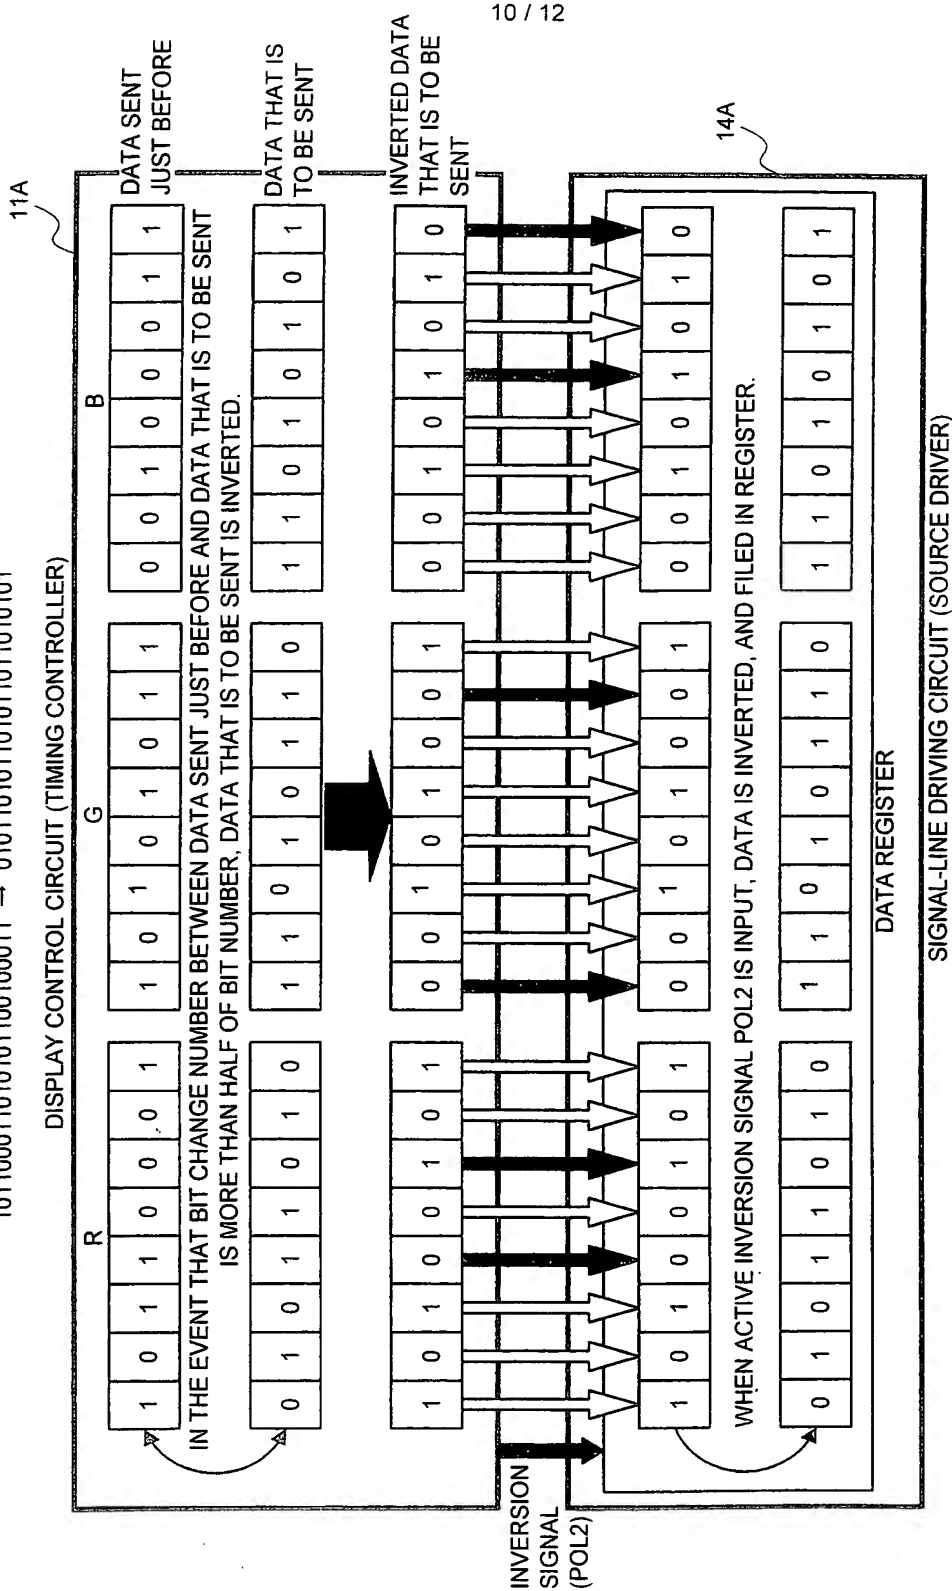 10 / 12
DISPLAY CONTROL CIRCUIT (TIMING CONTROLLER)
11A
R
G
B
1 0 1 1 0 0 0 1 1 0 1 0 1 0 1 1 0 0 1 0 0 0 1 1
DATA SENT
JUST BEFORE
IN THE EVENT THAT BIT CHANGE NUMBER BETWEEN DATA SENT JUST BEFORE AND DATA THAT IS TO BE SENT
IS MORE THAN HALF OF BIT NUMBER, DATA THAT IS TO BE SENT IS INVERTED.
0 1 0 1 1 0 1 0 1 1 0 1 0 1 1 0 1 1 0 1 0 1 0 1
DATA THAT IS
TO BE SENT
1 0 1 0 0 1 0 1 0 0 1 0 1 0 0 1 0 0 1 0 1 0 1 0
INVERTED DATA
THAT IS TO BE
SENT
INVERSION
SIGNAL
(POL2)
14A
1 0 1 0 0 1 0 1 0 0 1 0 1 0 0 1 0 0 1 0 1 0 1 0
WHEN ACTIVE INVERSION SIGNAL POL2 IS INPUT, DATA IS INVERTED, AND FILED IN REGISTER.
0 1 0 1 1 0 1 0 1 1 0 1 0 1 1 0 1 1 0 1 0 1 0 1
DATA REGISTER
SIGNAL-LINE DRIVING CIRCUIT (SOURCE DRIVER)